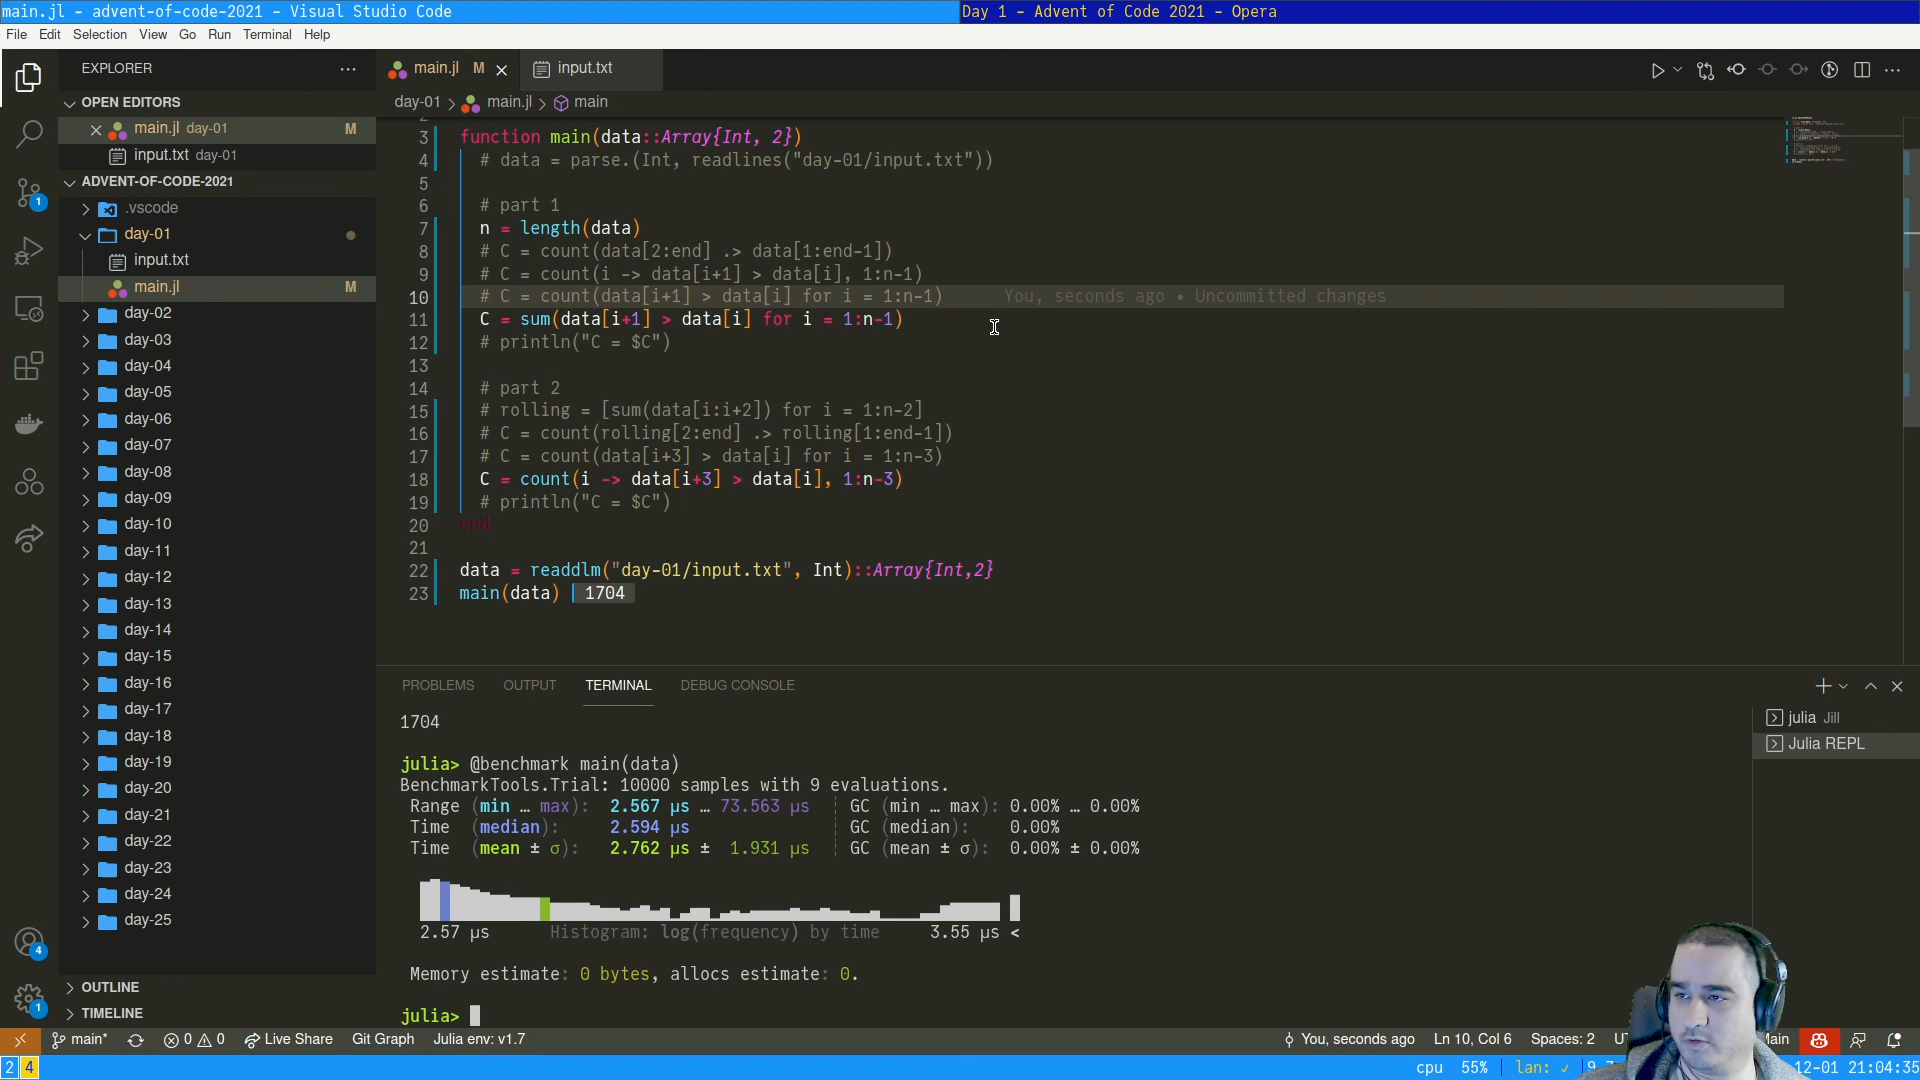 main.jl - advent-of-code-2021 - Visual Studio Code
Day 1 - Advent of Code 2021 - Opera
File Edit Selection View Go Run Terminal Help
EXPLORER
main.jl M
input.txt
OPEN EDITORS
main.jl day-01 M
input.txt day-01
ADVENT-OF-CODE-2021
.vscode
day-01
input.txt
main.jl M
day-02
day-03
day-04
day-05
day-06
day-07
day-08
day-09
day-10
day-11
day-12
day-13
day-14
day-15
day-16
day-17
day-18
day-19
day-20
day-21
day-22
day-23
day-24
day-25
OUTLINE
TIMELINE
1
4
1
day-01 > main.jl > main
2
3 function main(data::Array{Int, 2})
4 # data = parse.(Int, readlines("day-01/input.txt"))
5
6 # part 1
7 n = length(data)
8 # C = count(data[2:end] .> data[1:end-1])
9 # C = count(i -> data[i+1] > data[i], 1:n-1)
10 # C = count(data[i+1] > data[i] for i = 1:n-1) You, seconds ago • Uncommitted changes
11 C = sum(data[i+1] > data[i] for i = 1:n-1)
12 # println("C = $C")
13
14 # part 2
15 # rolling = [sum(data[i:i+2]) for i = 1:n-2]
16 # C = count(rolling[2:end] .> rolling[1:end-1])
17 # C = count(data[i+3] > data[i] for i = 1:n-3)
18 C = count(i -> data[i+3] > data[i], 1:n-3)
19 # println("C = $C")
20 end
21
22 data = readdlm("day-01/input.txt", Int)::Array{Int,2}
23 main(data) 1704
PROBLEMS OUTPUT TERMINAL DEBUG CONSOLE
julia Jill
Julia REPL
1704
julia> @benchmark main(data)
BenchmarkTools.Trial: 10000 samples with 9 evaluations.
Range (min … max): 2.567 μs … 73.563 μs ┊ GC (min … max): 0.00% … 0.00%
Time (median): 2.594 μs ┊ GC (median): 0.00%
Time (mean ± σ): 2.762 μs ± 1.931 μs ┊ GC (mean ± σ): 0.00% ± 0.00%
2.57 μs Histogram: log(frequency) by time 3.55 μs <
Memory estimate: 0 bytes, allocs estimate: 0.
julia>
main* 0 0 Live Share Git Graph Julia env: v1.7
You, seconds ago Ln 10, Col 6 Spaces: 2
2 4
cpu 55% lan: ✓
12-01 21:04:35